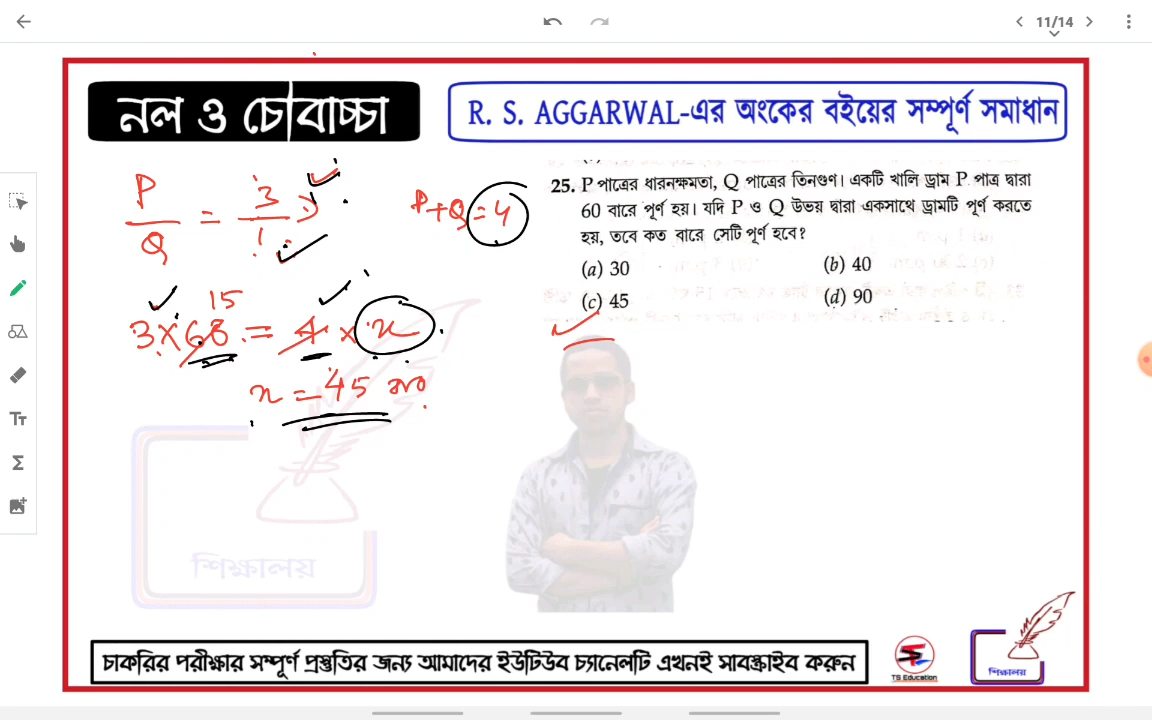 11/14
নল ও চৌবাচ্চা
R. S. AGGARWAL-এর অংকের বইয়ের সম্পূর্ণ সমাধান
25. P পাত্রের ধারনক্ষমতা, Q পাত্রের তিনগুণ। একটি খালি ড্রাম P পাত্র দ্বারা
60 বারে পূর্ণ হয়। যদি P ও Q উভয় দ্বারা একসাথে ড্রামটি পূর্ণ করতে
হয়, তবে কত বারে সেটি পূর্ণ হবে?
(a) 30 (b) 40
(c) 45 (d) 90
P/Q = 3/1
P+Q = 4
15
3×60 = 4×x
x = 45
শিক্ষালয়
চাকরির পরীক্ষার সম্পূর্ণ প্রস্তুতির জন্য আমাদের ইউটিউব চ্যানেলটি এখনই সাবস্ক্রাইব করুন
TS Education
শিক্ষালয়